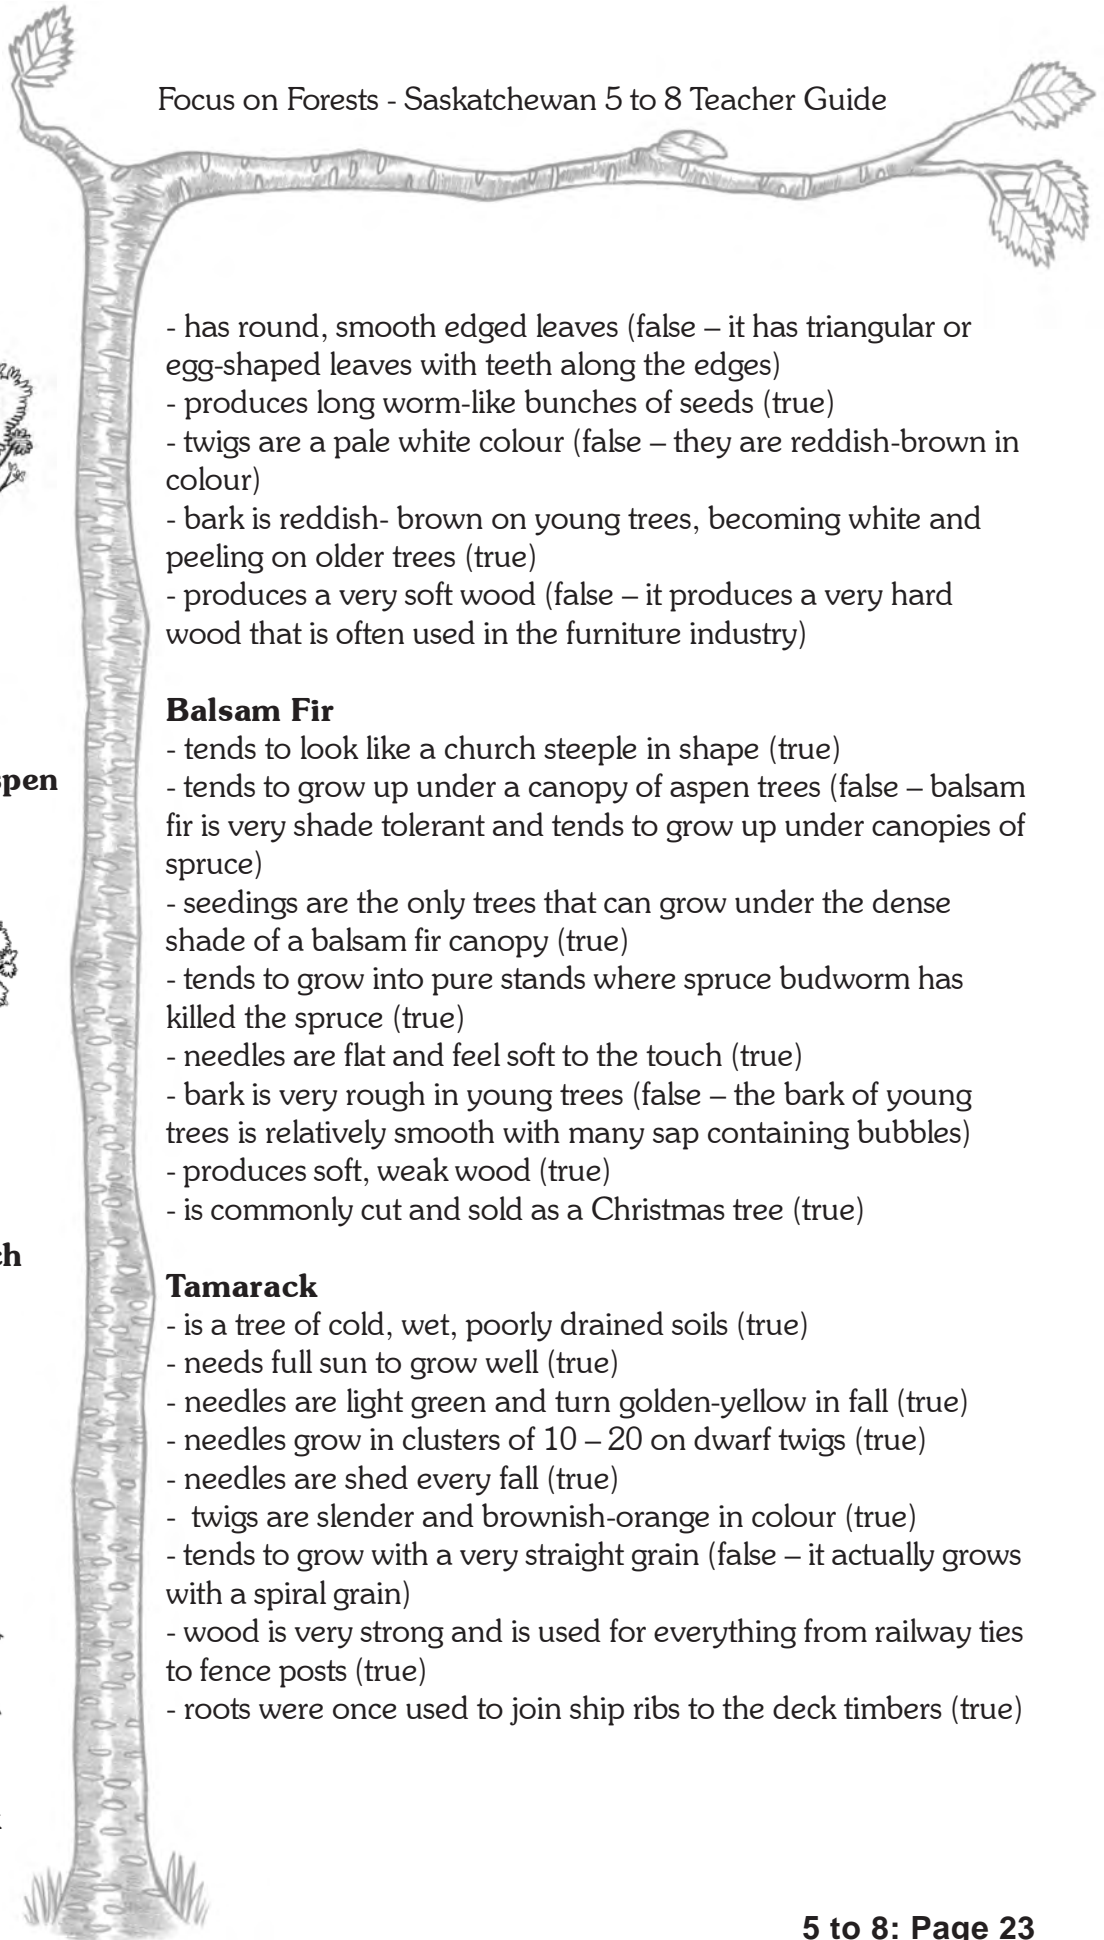 Focus on Forests - Saskatchewan 5 to 8 Teacher Guide
- has round, smooth edged leaves (false – it has triangular or
egg-shaped leaves with teeth along the edges)
- produces long worm-like bunches of seeds (true)
- twigs are a pale white colour (false – they are reddish-brown in
colour)
- bark is reddish- brown on young trees, becoming white and
peeling on older trees (true)
- produces a very soft wood (false – it produces a very hard
wood that is often used in the furniture industry)
Balsam Fir
- tends to look like a church steeple in shape (true)
- tends to grow up under a canopy of aspen trees (false – balsam
fir is very shade tolerant and tends to grow up under canopies of
spruce)
- seedings are the only trees that can grow under the dense
shade of a balsam fir canopy (true)
- tends to grow into pure stands where spruce budworm has
killed the spruce (true)
- needles are flat and feel soft to the touch (true)
- bark is very rough in young trees (false – the bark of young
trees is relatively smooth with many sap containing bubbles)
- produces soft, weak wood (true)
- is commonly cut and sold as a Christmas tree (true)
Tamarack
- is a tree of cold, wet, poorly drained soils (true)
- needs full sun to grow well (true)
- needles are light green and turn golden-yellow in fall (true)
- needles grow in clusters of 10 – 20 on dwarf twigs (true)
- needles are shed every fall (true)
-  twigs are slender and brownish-orange in colour (true)
- tends to grow with a very straight grain (false – it actually grows
with a spiral grain)
- wood is very strong and is used for everything from railway ties
to fence posts (true)
- roots were once used to join ship ribs to the deck timbers (true)
5 to 8: Page 23